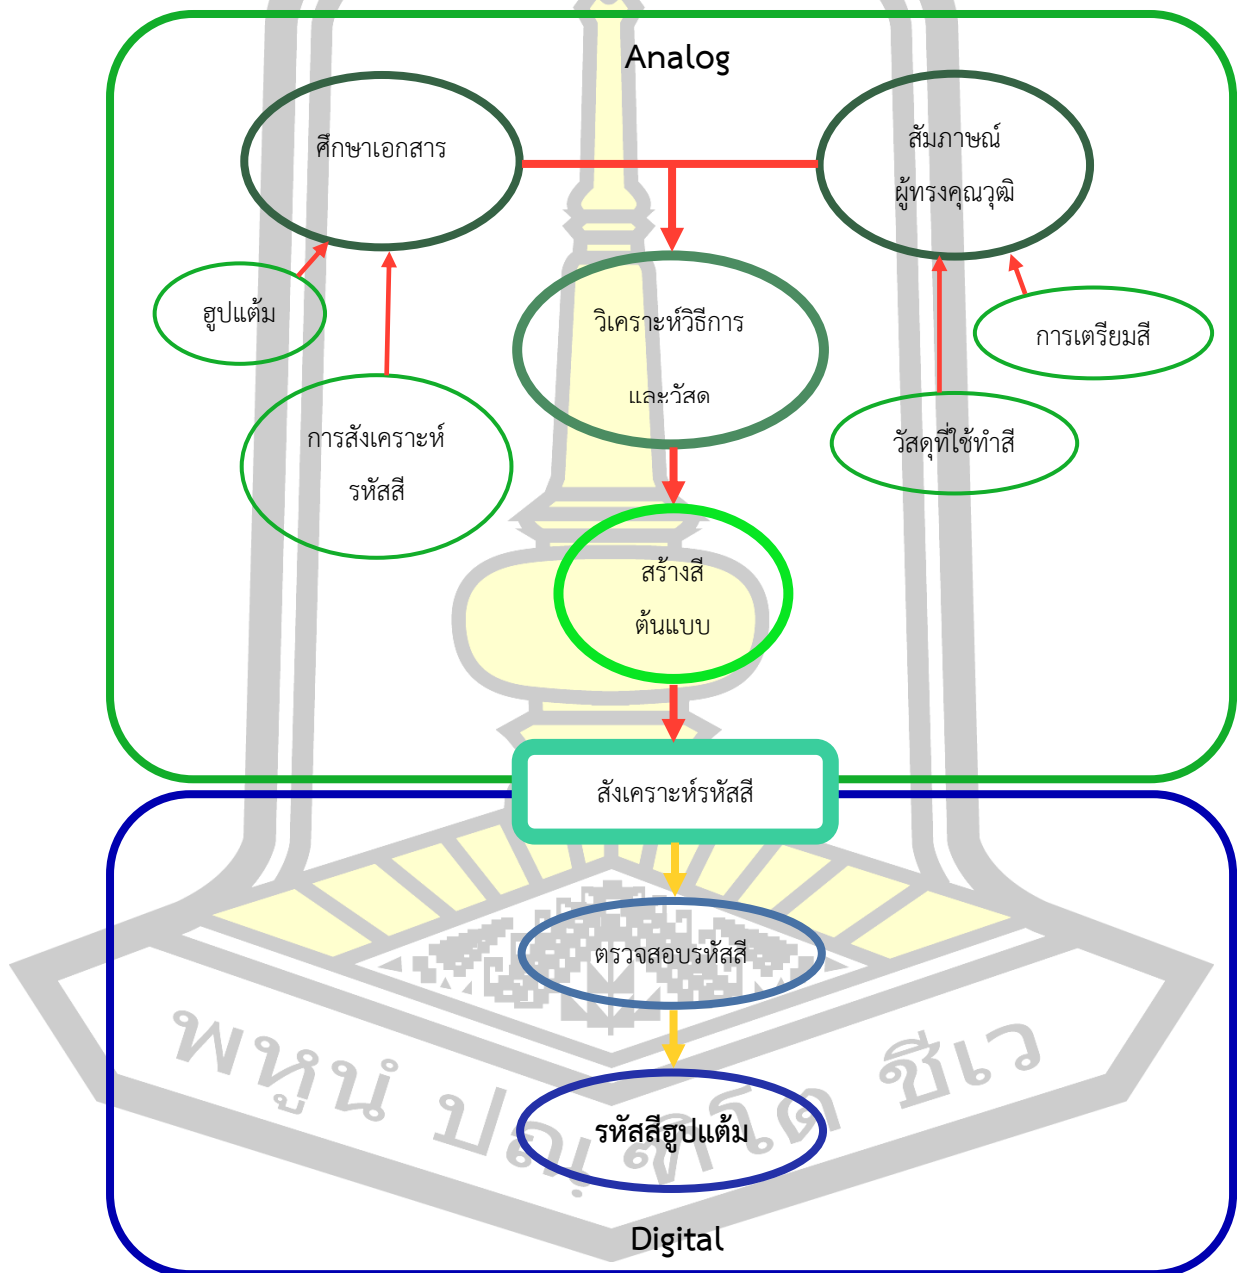 Analog
ศึกษาเอกสาร
สัมภาษณ์
ผู้ทรงคุณวุฒิ
ฮูปแต้ม
วิเคราะห์วิธีการ
และวัสด
การเตรียมสี
การสังเคราะห์
รหัสสี
วัสดุที่ใช้ทำสี
สร้างสี
ต้นแบบ
สังเคราะห์รหัสสี
ตรวจสอบรหัสสี
พหูนํ ปณฺฑิโต ชีเว
รหัสสีฮูปแต้ม
Digital